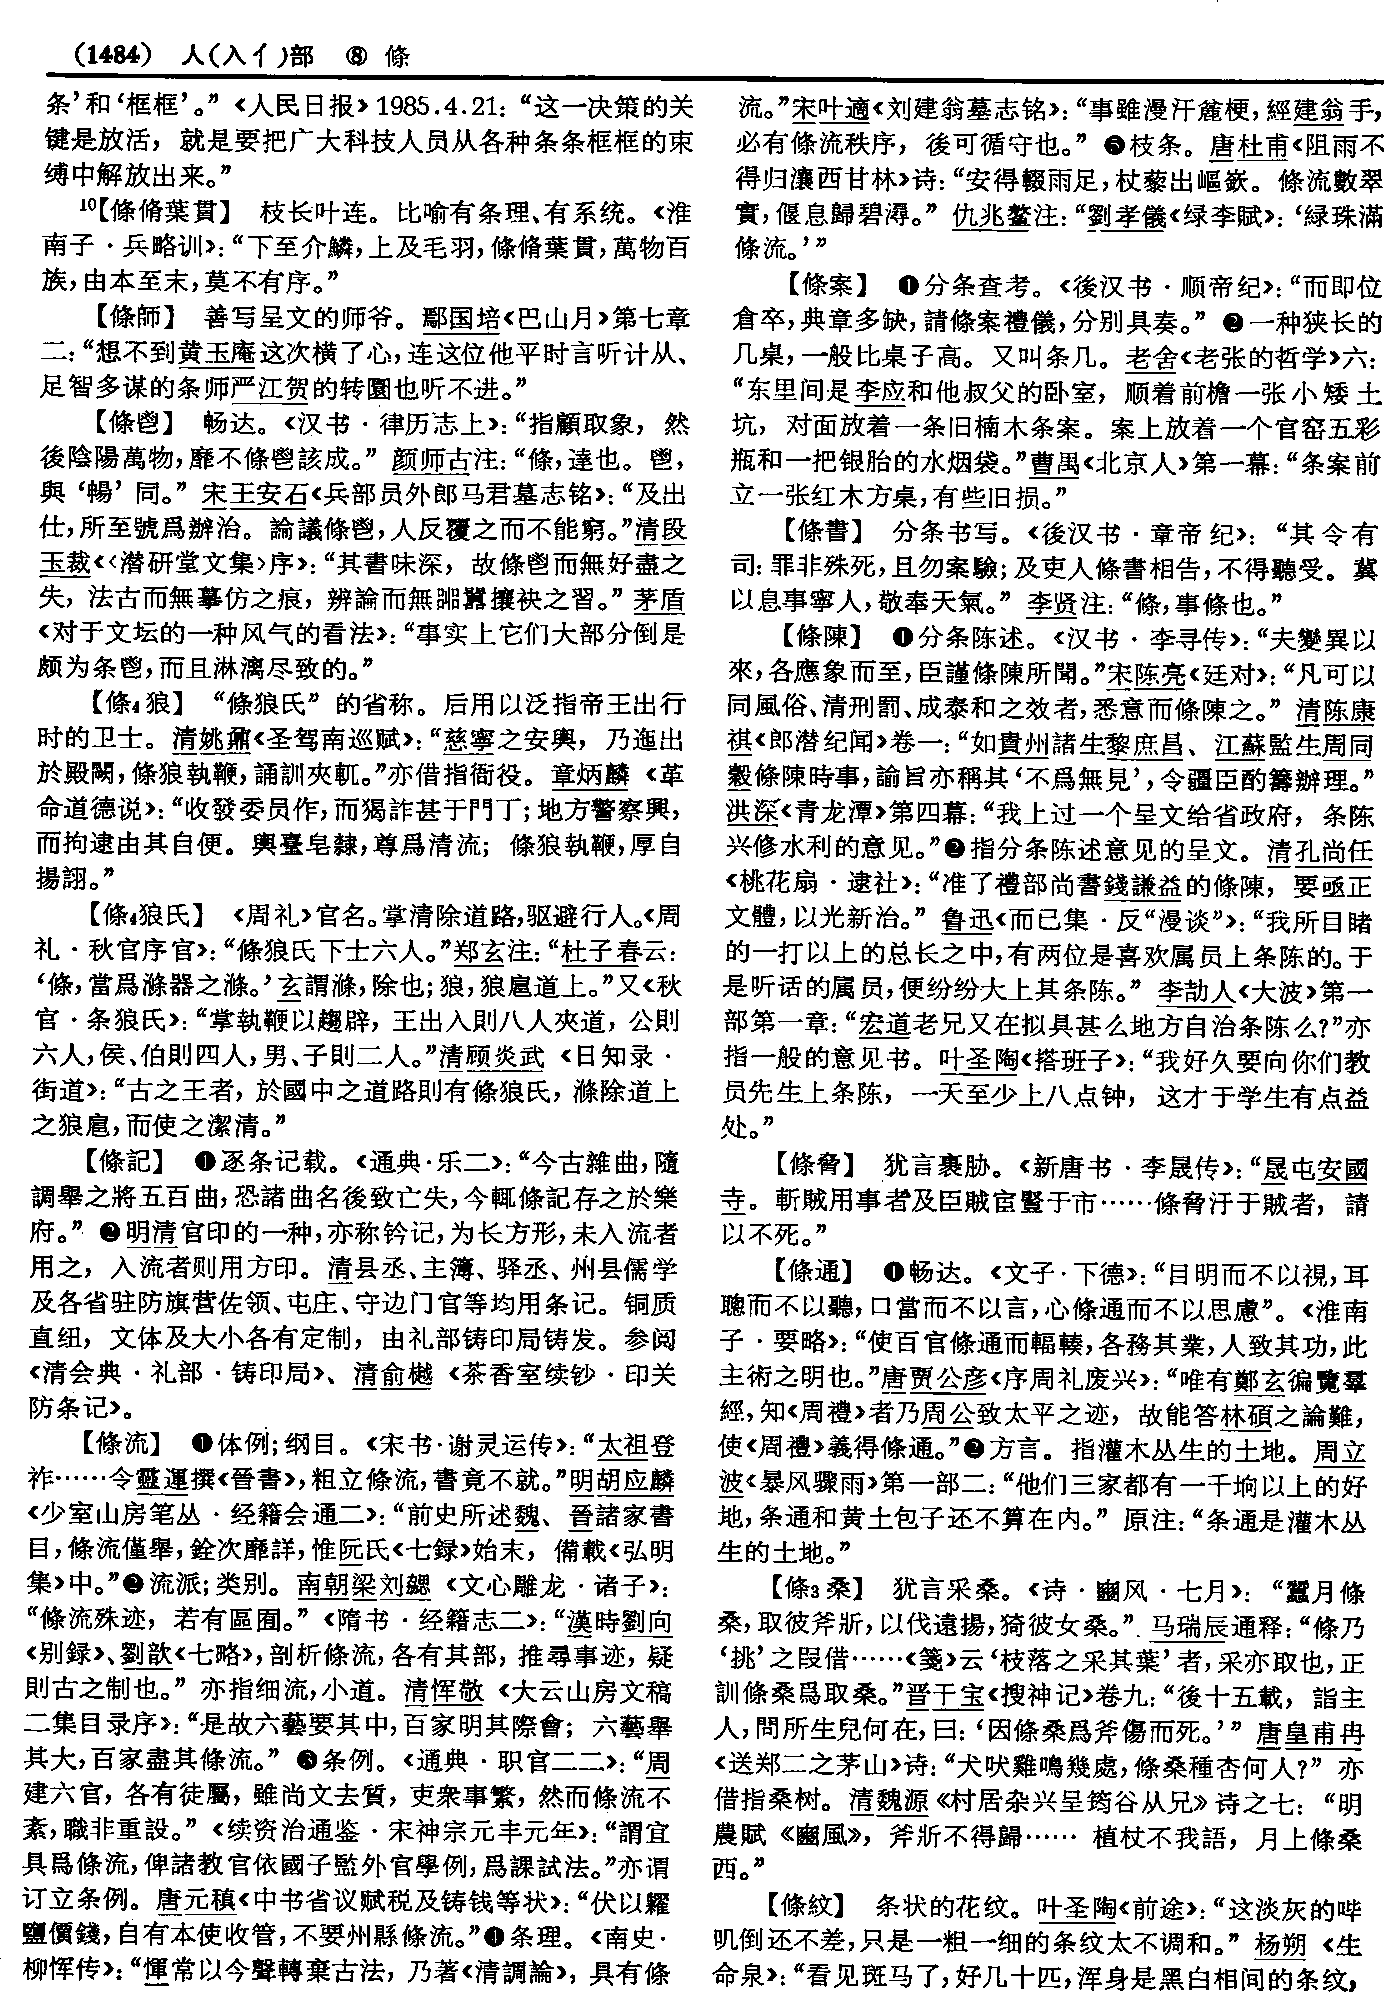 (1484) 人(入亻)部 ⑧ 條
条’和‘框框’。”《人民日报》1985.4.21：“这一决策的关
键是放活，就是要把广大科技人员从各种条条框框的束
缚中解放出来。”
¹⁰【條脩葉貫】 枝长叶连。比喻有条理、有系统。《淮
南子·兵略训》：“下至介鱗，上及毛羽，條脩葉貫，萬物百
族，由本至末，莫不有序。”
【條師】 善写呈文的师爷。鄢国培《巴山月》第七章
二：“想不到黄玉庵这次横了心，连这位他平时言听计从、
足智多谋的条师严江贺的转圜也听不进。”
【條鬯】 畅达。《汉书·律历志上》：“指顧取象，然
後陰陽萬物，靡不條鬯該成。”颜师古注：“條，達也。鬯，
與‘暢’同。”宋王安石《兵部员外郎马君墓志铭》：“及出
仕，所至號爲辦治。論議條鬯，人反覆之而不能窮。”清段
玉裁《〈潜研堂文集〉序》：“其書味深，故條鬯而無好盡之
失，法古而無摹仿之痕，辨論而無嚻囂攘袂之習。”茅盾
《对于文坛的一种风气的看法》：“事实上它们大部分倒是
颇为条鬯，而且淋漓尽致的。”
【條₄狼】 “條狼氏”的省称。后用以泛指帝王出行
时的卫士。清姚鼐《圣驾南巡赋》：“慈寧之安輿，乃迤出
於殿闕，條狼執鞭，誦訓夾軏。”亦借指衙役。章炳麟《革
命道德说》：“收發委员作，而猲詐甚于門丁；地方警察興，
而拘逮由其自便。輿臺皂隸，尊爲清流；條狼執鞭，厚自
揚詡。”
【條₄狼氏】 《周礼》官名。掌清除道路，驱避行人。《周
礼·秋官序官》：“條狼氏下士六人。”郑玄注：“杜子春云：
‘條，當爲滌器之滌。’玄謂滌，除也；狼，狼扈道上。”又《秋
官·条狼氏》：“掌執鞭以趨辟，王出入則八人夾道，公則
六人，侯、伯則四人，男、子則二人。”清顾炎武《日知录·
街道》：“古之王者，於國中之道路則有條狼氏，滌除道上
之狼扈，而使之潔清。”
【條記】 ❶逐条记载。《通典·乐二》：“今古雜曲，隨
調舉之將五百曲，恐諸曲名後致亡失，今輒條記存之於樂
府。”❷明清官印的一种，亦称钤记，为长方形，未入流者
用之，入流者则用方印。清县丞、主簿、驿丞、州县儒学
及各省驻防旗营佐领、屯庄、守边门官等均用条记。铜质
直纽，文体及大小各有定制，由礼部铸印局铸发。参阅
《清会典·礼部·铸印局》、清俞樾《茶香室续钞·印关
防条记》。
【條流】 ❶体例；纲目。《宋书·谢灵运传》：“太祖登
祚……令靈運撰《晉書》，粗立條流，書竟不就。”明胡应麟
《少室山房笔丛·经籍会通二》：“前史所述魏、晉諸家書
目，條流僅舉，銓次靡詳，惟阮氏《七録》始末，備載《弘明
集》中。”❷流派；类别。南朝梁刘勰《文心雕龙·诸子》：
“條流殊迹，若有區囿。”《隋书·经籍志二》：“漢時劉向
《别録》、劉歆《七略》，剖析條流，各有其部，推尋事迹，疑
則古之制也。”亦指细流，小道。清恽敬《大云山房文稿
二集目录序》：“是故六藝要其中，百家明其際會；六藝舉
其大，百家盡其條流。”❸条例。《通典·职官二二》：“周
建六官，各有徒屬，雖尚文去質，吏衆事繁，然而條流不
紊，職非重設。”《续资治通鉴·宋神宗元丰元年》：“謂宜
具爲條流，俾諸教官依國子監外官學例，爲課試法。”亦谓
订立条例。唐元稹《中书省议赋税及铸钱等状》：“伏以糶
鹽價錢，自有本使收管，不要州縣條流。”❹条理。《南史·
柳恽传》：“惲常以今聲轉棄古法，乃著《清調論》，具有條
流。”宋叶適《刘建翁墓志铭》：“事雖漫汗麄梗，經建翁手，
必有條流秩序，後可循守也。”❺枝条。唐杜甫《阻雨不
得归瀼西甘林》诗：“安得輟雨足，杖藜出嶇嶔。條流數翠
實，偃息歸碧潯。”仇兆鳌注：“劉孝儀《绿李賦》：‘緑珠滿
條流。’”
【條案】 ❶分条查考。《後汉书·顺帝纪》：“而即位
倉卒，典章多缺，請條案禮儀，分别具奏。”❷一种狭长的
几桌，一般比桌子高。又叫条几。老舍《老张的哲学》六：
“东里间是李应和他叔父的卧室，顺着前檐一张小矮土
坑，对面放着一条旧楠木条案。案上放着一个官窑五彩
瓶和一把银胎的水烟袋。”曹禺《北京人》第一幕：“条案前
立一张红木方桌，有些旧损。”
【條書】 分条书写。《後汉书·章帝纪》：“其令有
司：罪非殊死，且勿案驗；及吏人條書相告，不得聽受。冀
以息事寧人，敬奉天氣。”李贤注：“條，事條也。”
【條陳】 ❶分条陈述。《汉书·李寻传》：“夫變異以
來，各應象而至，臣謹條陳所聞。”宋陈亮《廷对》：“凡可以
同風俗、清刑罰、成泰和之效者，悉意而條陳之。”清陈康
祺《郎潜纪闻》卷一：“如貴州諸生黎庶昌、江蘇監生周同
穀條陳時事，諭旨亦稱其‘不爲無見’，令疆臣酌籌辦理。”
洪深《青龙潭》第四幕：“我上过一个呈文给省政府，条陈
兴修水利的意见。”❷指分条陈述意见的呈文。清孔尚任
《桃花扇·逮社》：“准了禮部尚書錢謙益的條陳，要亟正
文體，以光新治。”鲁迅《而已集·反“漫谈”》：“我所目睹
的一打以上的总长之中，有两位是喜欢属员上条陈的。于
是听话的属员，便纷纷大上其条陈。”李劼人《大波》第一
部第一章：“宏道老兄又在拟具甚么地方自治条陈么？”亦
指一般的意见书。叶圣陶《搭班子》：“我好久要向你们教
员先生上条陈，一天至少上八点钟，这才于学生有点益
处。”
【條脅】 犹言裹胁。《新唐书·李晟传》：“晟屯安國
寺。斬賊用事者及臣賊宦豎于市……條脅汙于賊者，請
以不死。”
【條通】 ❶畅达。《文子·下德》：“目明而不以視，耳
聰而不以聽，口當而不以言，心條通而不以思慮”。《淮南
子·要略》：“使百官條通而輻輳，各務其業，人致其功，此
主術之明也。”唐贾公彦《序周礼废兴》：“唯有鄭玄徧覽羣
經，知《周禮》者乃周公致太平之迹，故能答林碩之論難，
使《周禮》義得條通。”❷方言。指灌木丛生的土地。周立
波《暴风骤雨》第一部二：“他们三家都有一千垧以上的好
地，条通和黄土包子还不算在内。”原注：“条通是灌木丛
生的土地。”
【條₃桑】 犹言采桑。《诗·豳风·七月》：“蠶月條
桑，取彼斧斨，以伐遠揚，猗彼女桑。”马瑞辰通释：“條乃
‘挑’之叚借……《箋》云‘枝落之采其葉’者，采亦取也，正
訓條桑爲取桑。”晋干宝《搜神记》卷九：“後十五載，詣主
人，問所生兒何在，曰：‘因條桑爲斧傷而死。’”唐皇甫冉
《送郑二之茅山》诗：“犬吠雞鳴幾處，條桑種杏何人？”亦
借指桑树。清魏源《村居杂兴呈筠谷从兄》诗之七：“明
農賦《豳風》，斧斨不得歸……植杖不我語，月上條桑
西。”
【條紋】 条状的花纹。叶圣陶《前途》：“这淡灰的哔
叽倒还不差，只是一粗一细的条纹太不调和。”杨朔《生
命泉》：“看见斑马了，好几十匹，浑身是黑白相间的条纹，